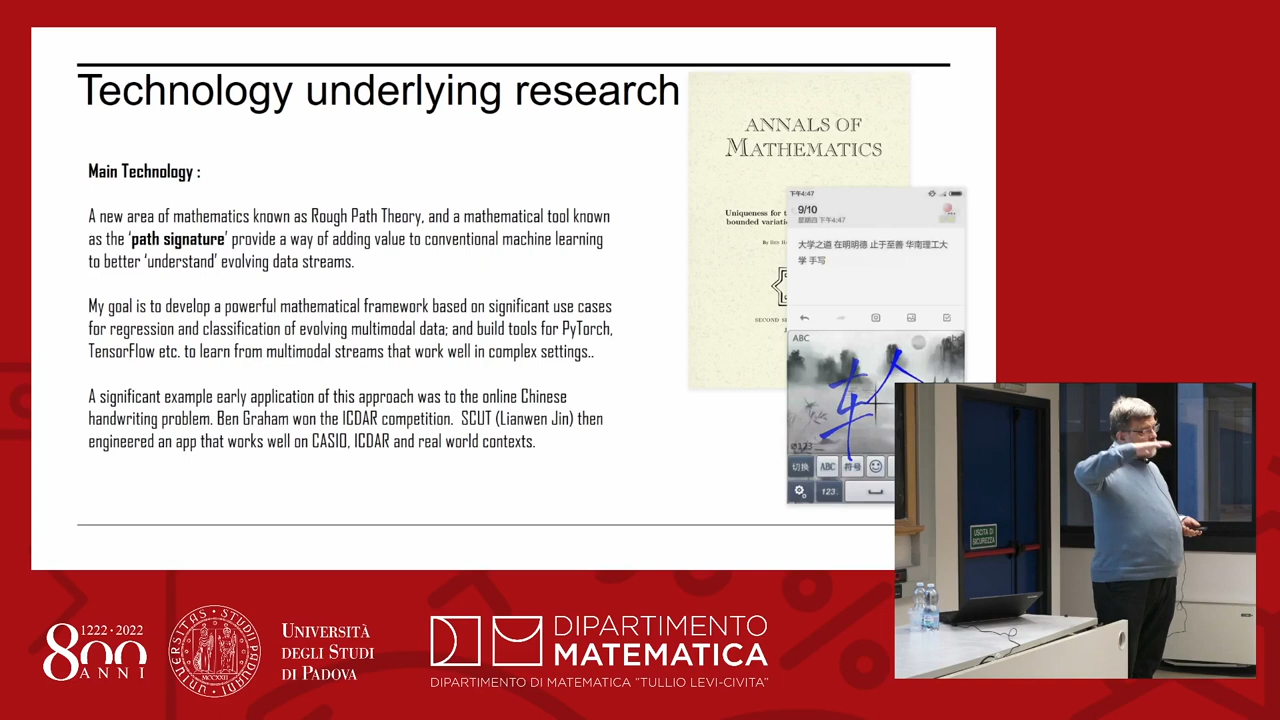 Technology underlying research
Main Technology :
A new area of mathematics known as Rough Path Theory, and a mathematical tool known
as the ‘path signature’ provide a way of adding value to conventional machine learning
to better ‘understand’ evolving data streams.
My goal is to develop a powerful mathematical framework based on significant use cases
for regression and classification of evolving multimodal data; and build tools for PyTorch,
TensorFlow etc. to learn from multimodal streams that work well in complex settings..
A significant example early application of this approach was to the online Chinese
handwriting problem. Ben Graham won the ICDAR competition. SCUT (Lianwen Jin) then
engineered an app that works well on CASIO, ICDAR and real world contexts.
ANNALS OF
MATHEMATICS
Uniqueness for
bounded
By
SECOND
下午4:47
9/10
星期四 下午4:47
大学之道 在明明德 止于至善 华南理工大
学 手写
ABC
切换 ABC 符号
123
USCITA DI
SICUREZZA
1222·2022
800
ANNI
UNIVERSITÀ
DEGLI STUDI
DI PADOVA
DIPARTIMENTO
MATEMATICA
DIPARTIMENTO DI MATEMATICA "TULLIO LEVI-CIVITA"